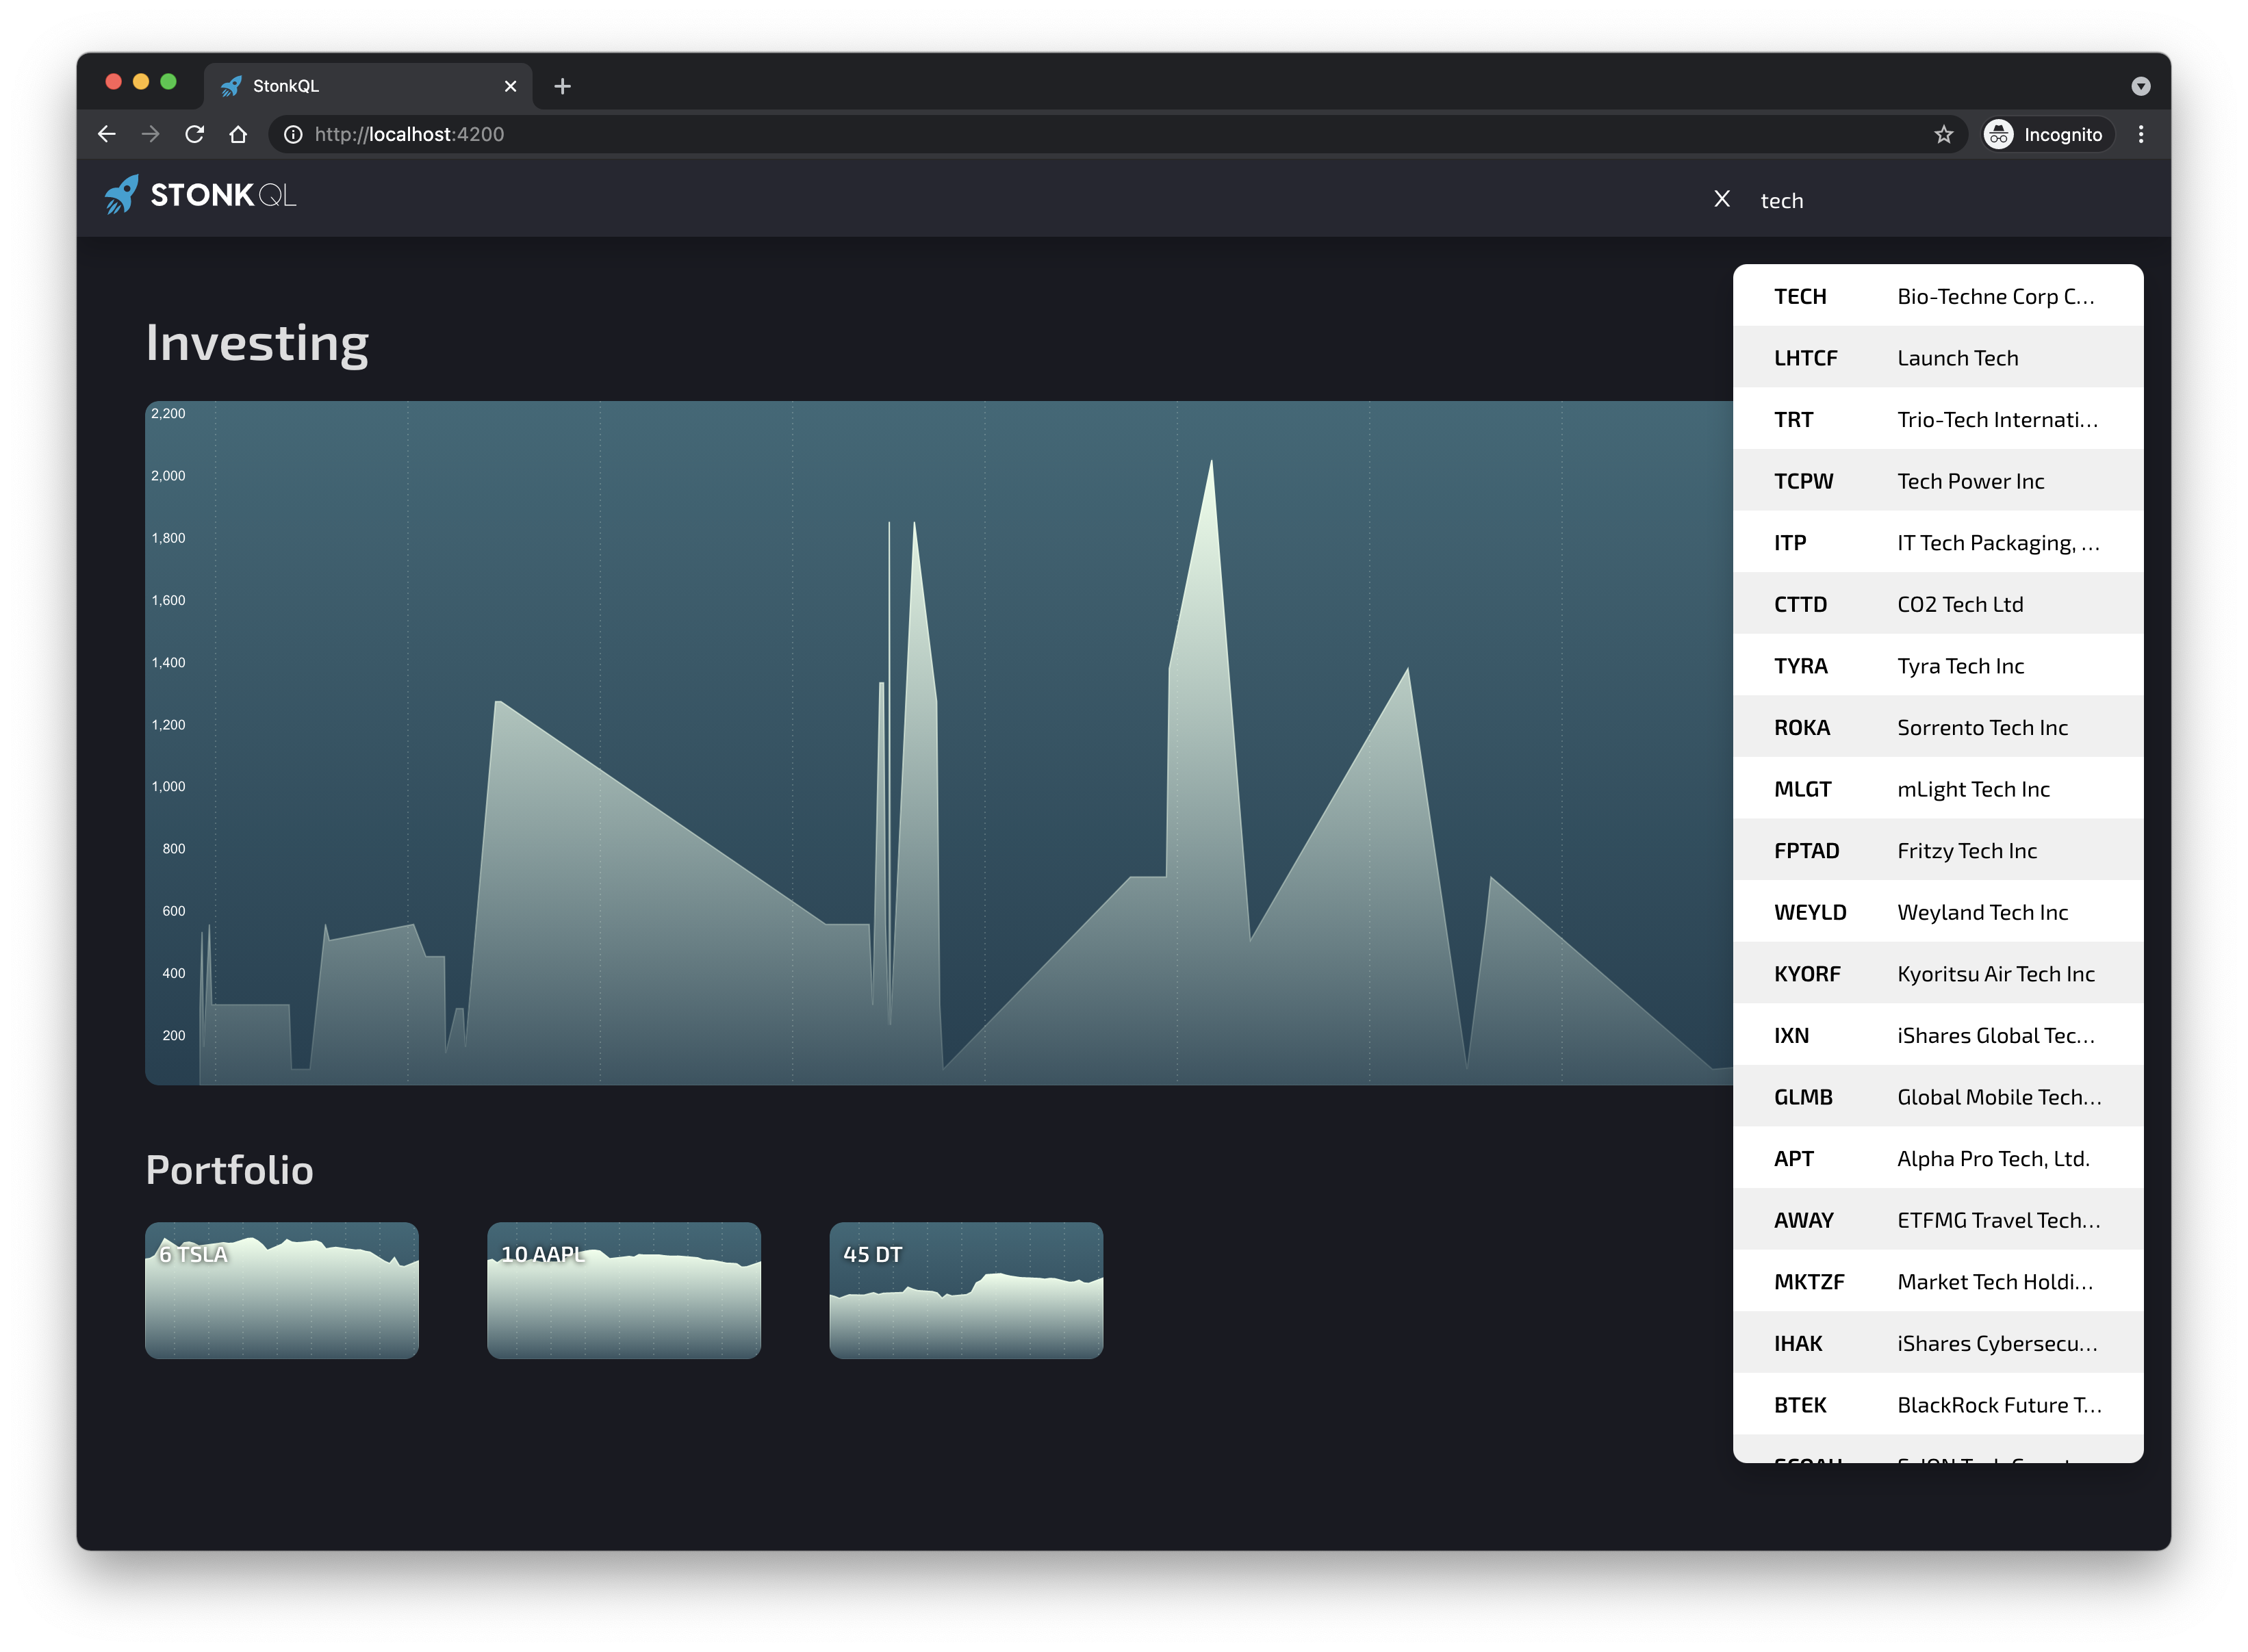 StonkQL
http://localhost:4200
Incognito
STONKQL
X tech
Investing
2,200
2,000
1,800
1,600
1,400
1,200
1,000
800
600
400
200
TECH Bio-Techne Corp C…
LHTCF Launch Tech
TRT Trio-Tech Internati…
TCPW Tech Power Inc
ITP IT Tech Packaging, …
CTTD CO2 Tech Ltd
TYRA Tyra Tech Inc
ROKA Sorrento Tech Inc
MLGT mLight Tech Inc
FPTAD Fritzy Tech Inc
WEYLD Weyland Tech Inc
KYORF Kyoritsu Air Tech Inc
IXN iShares Global Tec…
GLMB Global Mobile Tech…
APT Alpha Pro Tech, Ltd.
AWAY ETFMG Travel Tech…
MKTZF Market Tech Holdi…
IHAK iShares Cybersecu…
BTEK BlackRock Future T…
Portfolio
6 TSLA
10 AAPL
45 DT